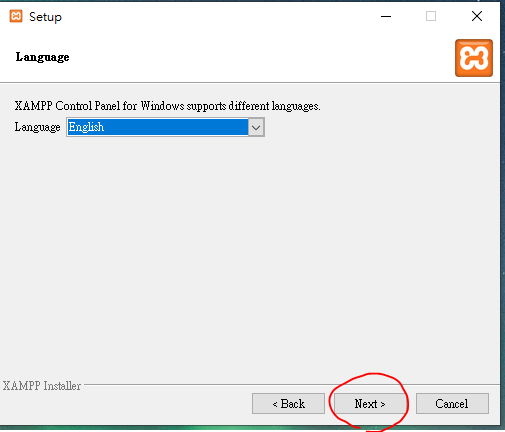 Setup
Language
XAMPP Control Panel for Windows supports different languages.
Language English
XAMPP Installer
< Back Next > Cancel